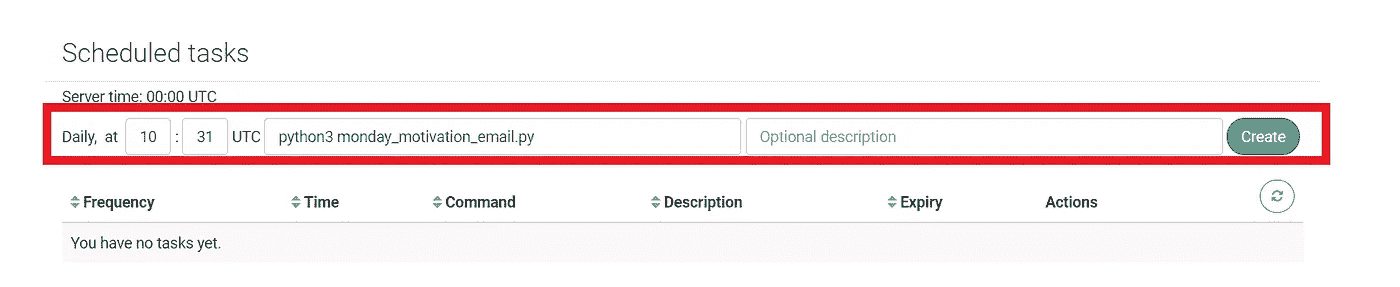 Scheduled tasks
Server time: 00:00 UTC
Daily, at 10 : 31 UTC python3 monday_motivation_email.py Optional description Create
Frequency Time Command Description Expiry Actions
You have no tasks yet.